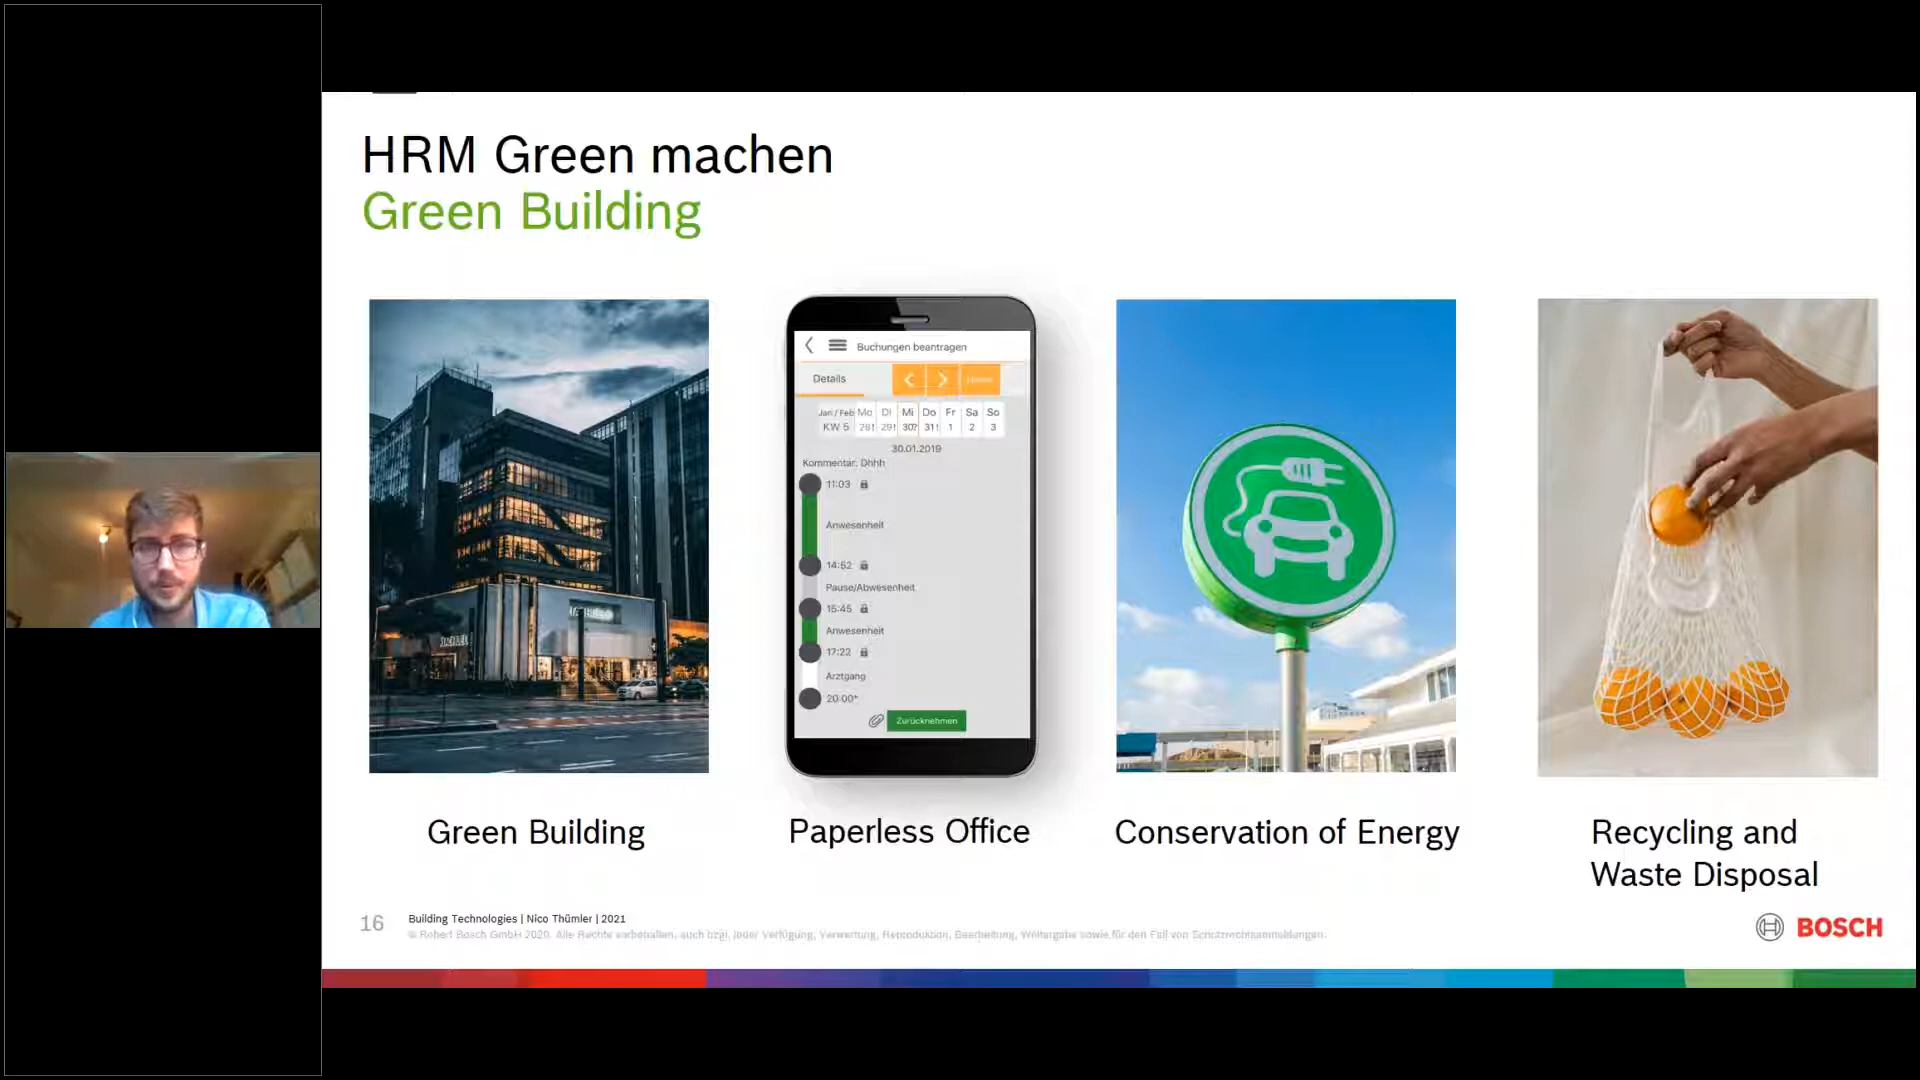 HRM Green machen
Green Building
Buchungen beantragen
Details
Jan / Feb Mo Di Mi Do Fr Sa So
KW 5 28! 29! 30? 31! 1 2 3
30.01.2019
Kommentar: Dhhh
11:03
Anwesenheit
14:52
Pause/Abwesenheit
15:45
Anwesenheit
17:22
Arztgang
20:00*
Zurücknehmen
Green Building
Paperless Office
Conservation of Energy
Recycling and
Waste Disposal
16
Building Technologies | Nico Thümler | 2021
© Robert Bosch GmbH 2020. Alle Rechte vorbehalten, auch bzgl. jeder Verfügung, Verwertung, Reproduktion, Bearbeitung, Weitergabe sowie für den Fall von Schutzrechtsanmeldungen.
BOSCH